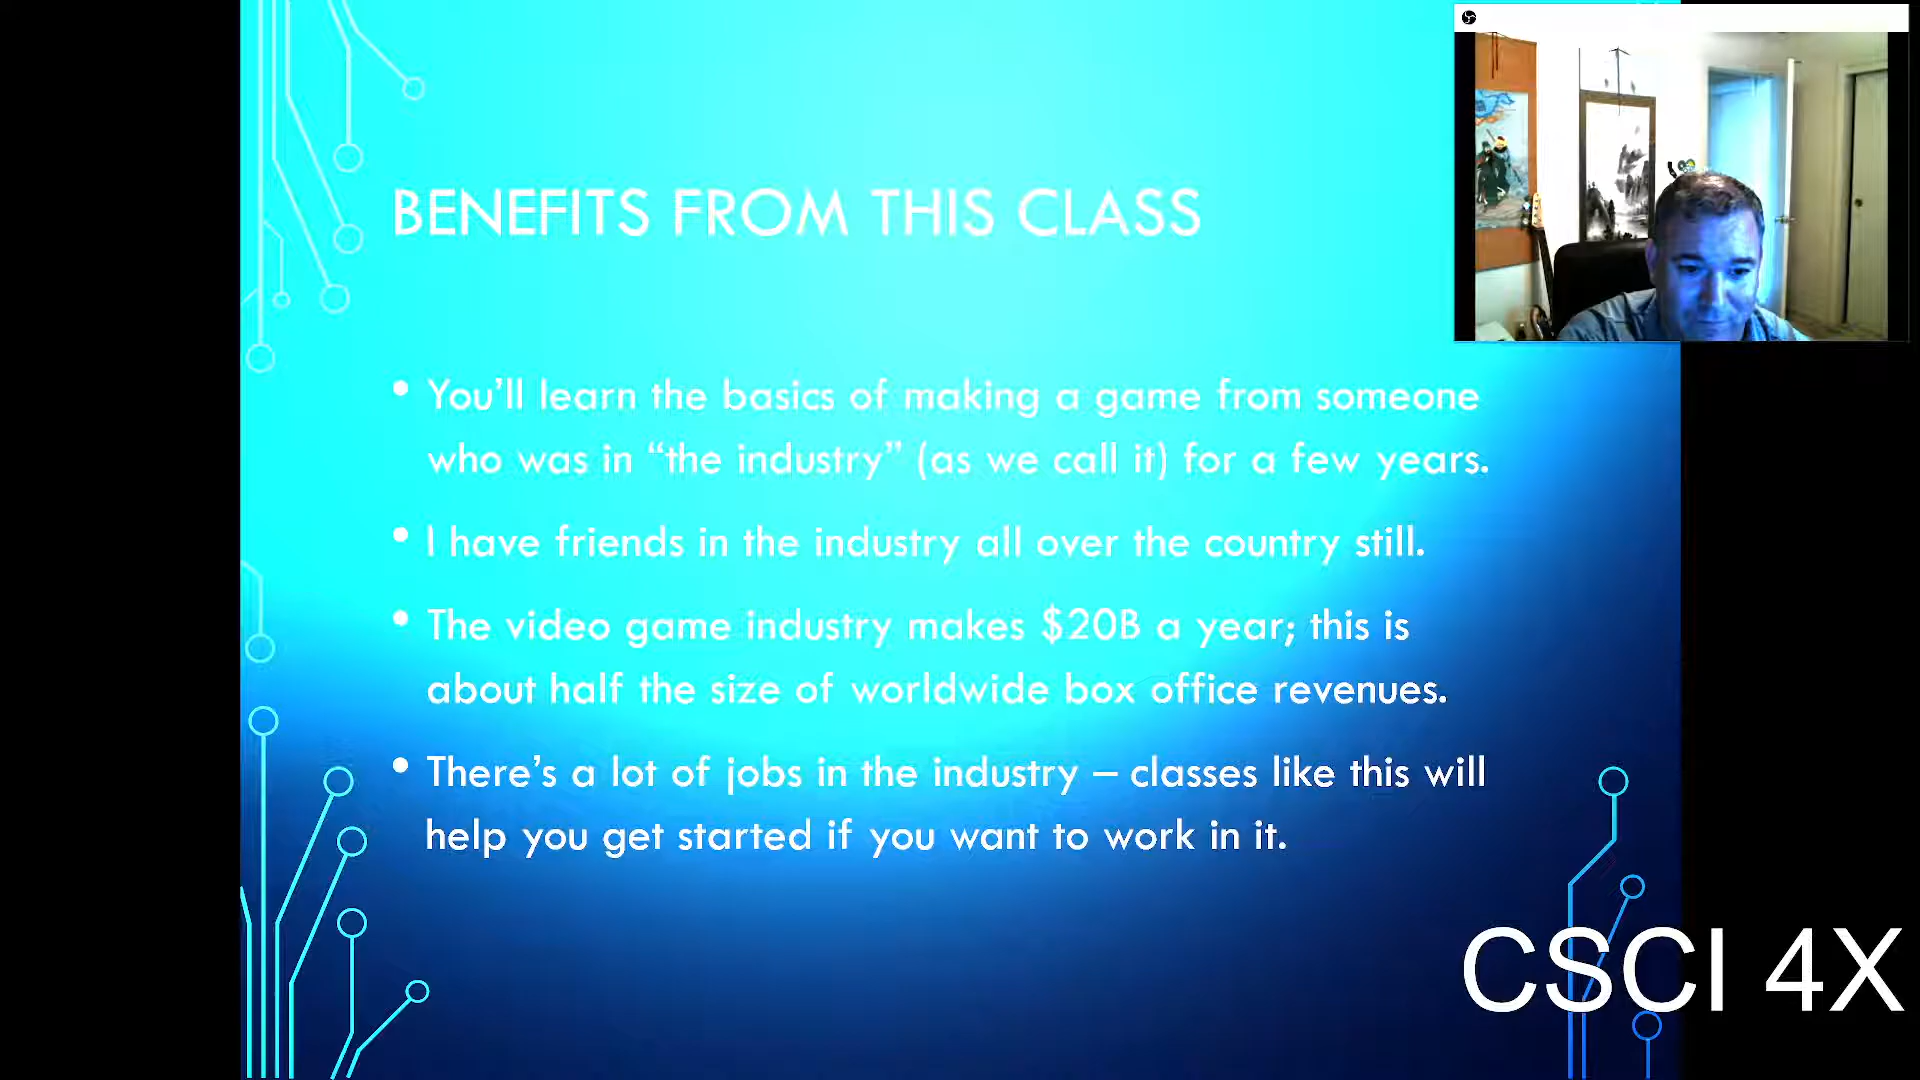 BENEFITS FROM THIS CLASS
• You’ll learn the basics of making a game from someone
who was in “the industry” (as we call it) for a few years.
• I have friends in the industry all over the country still.
• The video game industry makes $20B a year; this is
about half the size of worldwide box office revenues.
• There’s a lot of jobs in the industry – classes like this will
help you get started if you want to work in it.
CSCI 4X